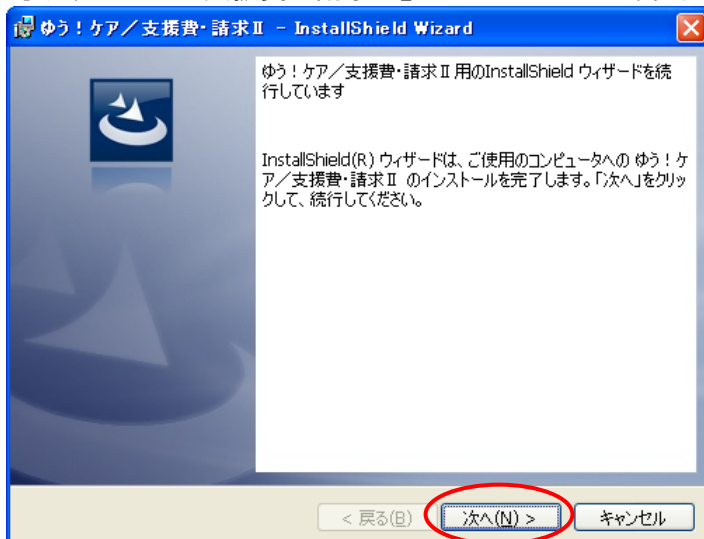 ゆう！ケア／支援費・請求Ⅱ - InstallShield Wizard
ゆう！ケア／支援費・請求Ⅱ 用のInstallShield ウィザードを続
行しています
InstallShield(R) ウィザードは、ご使用のコンピュータへの ゆう！ケ
ア／支援費・請求Ⅱ のインストールを完了します。「次へ」をクリッ
クして、続行してください。
< 戻る(B)
次へ(N) >
キャンセル